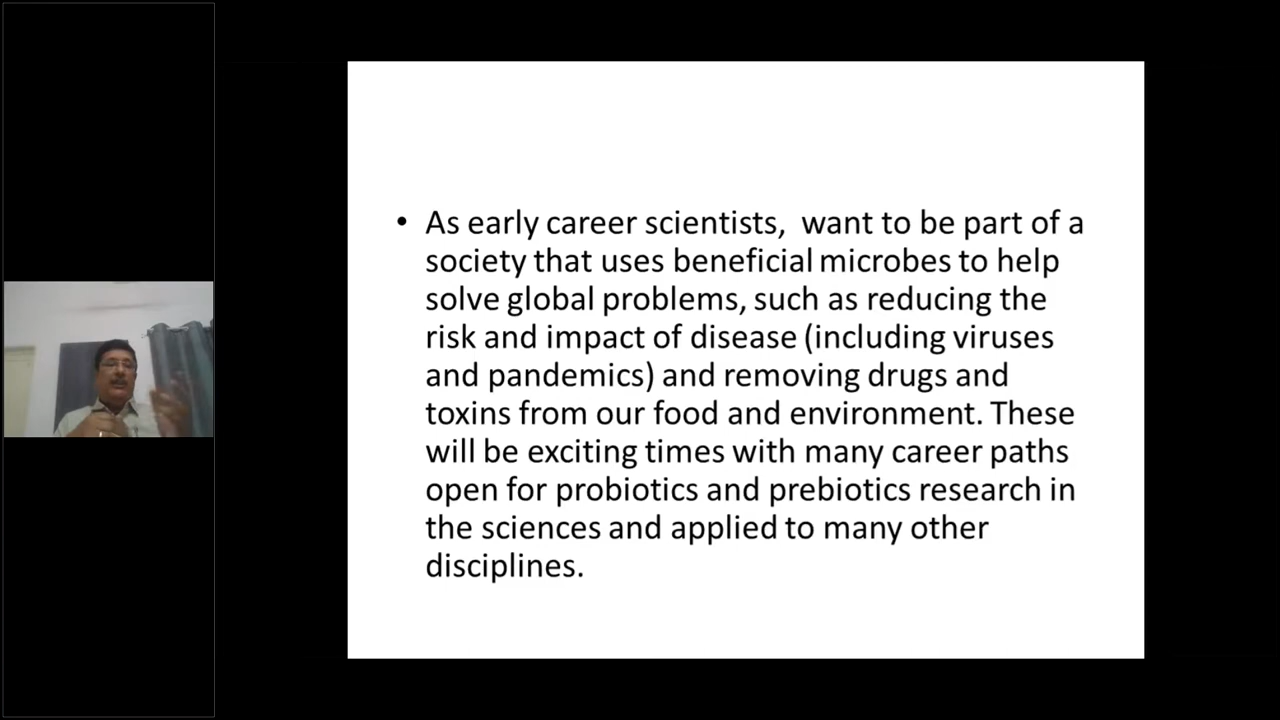 • As early career scientists,  want to be part of a
society that uses beneficial microbes to help
solve global problems, such as reducing the
risk and impact of disease (including viruses
and pandemics) and removing drugs and
toxins from our food and environment. These
will be exciting times with many career paths
open for probiotics and prebiotics research in
the sciences and applied to many other
disciplines.